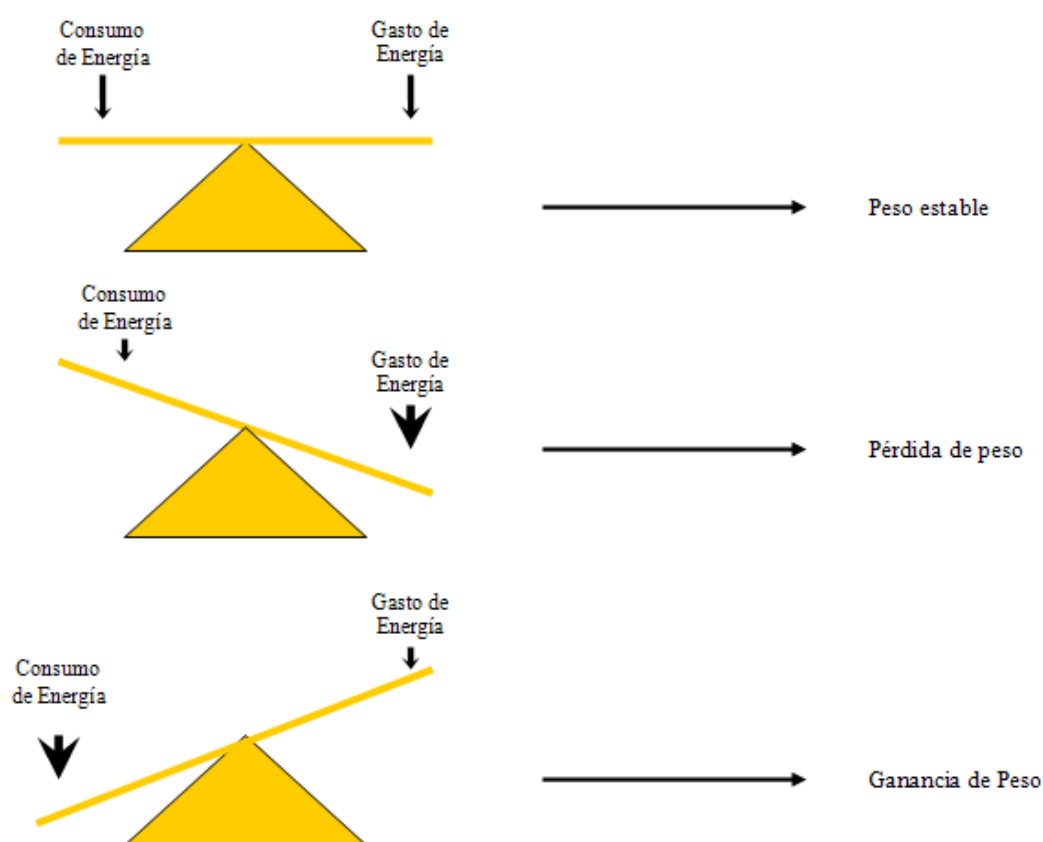 Consumo
de Energía
Gasto de
Energía
Peso estable
Consumo
de Energía
Gasto de
Energía
Pérdida de peso
Gasto de
Energía
Consumo
de Energía
Ganancia de Peso